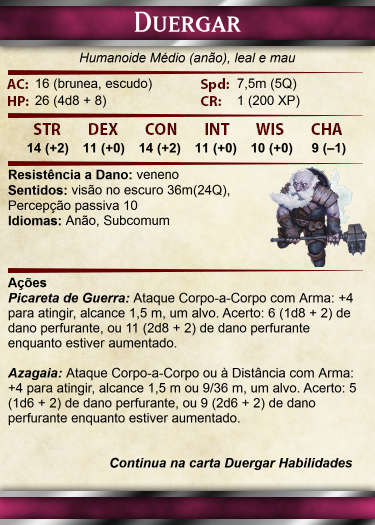 Duergar
Humanoide Médio (anão), leal e mau
AC: 16 (brunea, escudo) Spd: 7,5m (5Q)
HP: 26 (4d8 + 8) CR: 1 (200 XP)
STR DEX CON INT WIS CHA
14 (+2) 11 (+0) 14 (+2) 11 (+0) 10 (+0) 9 (–1)
Resistência a Dano: veneno
Sentidos: visão no escuro 36m(24Q),
Percepção passiva 10
Idiomas: Anão, Subcomum
Ações
Picareta de Guerra: Ataque Corpo-a-Corpo com Arma: +4
para atingir, alcance 1,5 m, um alvo. Acerto: 6 (1d8 + 2) de
dano perfurante, ou 11 (2d8 + 2) de dano perfurante
enquanto estiver aumentado.
Azagaia: Ataque Corpo-a-Corpo ou à Distância com Arma:
+4 para atingir, alcance 1,5 m ou 9/36 m, um alvo. Acerto: 5
(1d6 + 2) de dano perfurante, ou 9 (2d6 + 2) de dano
perfurante enquanto estiver aumentado.
Continua na carta Duergar Habilidades